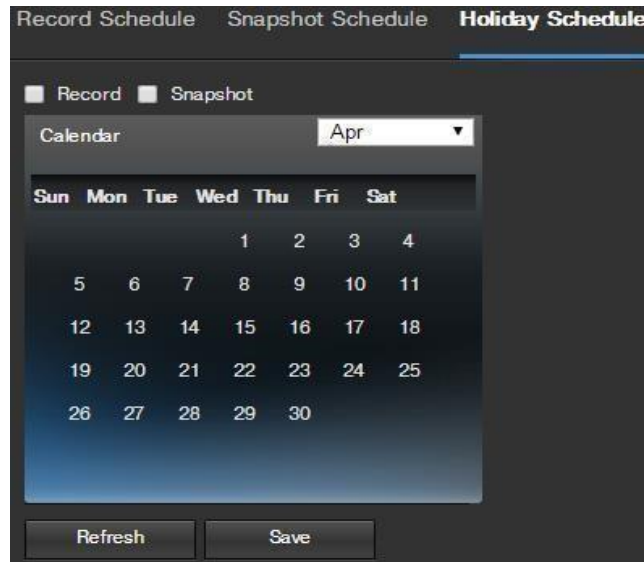 Record Schedule Snapshot Schedule Holiday Schedule
Record Snapshot
Calendar Apr
Sun Mon Tue Wed Thu Fri Sat
1 2 3 4
5 6 7 8 9 10 11
12 13 14 15 16 17 18
19 20 21 22 23 24 25
26 27 28 29 30
Refresh Save